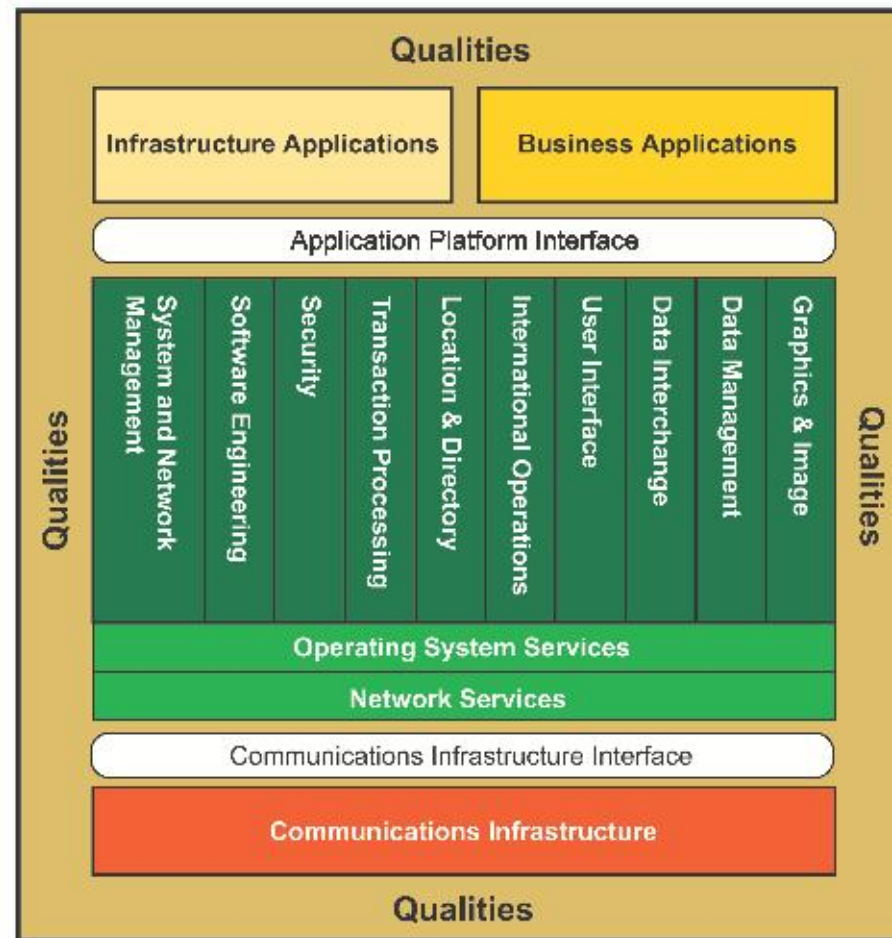 Qualities
Infrastructure Applications
Business Applications
Application Platform Interface
System and Network
Management
Software Engineering
Security
Transaction Processing
Location & Directory
International Operations
User Interface
Data Interchange
Data Management
Graphics & Image
Qualities
Qualities
Operating System Services
Network Services
Communications Infrastructure Interface
Communications Infrastructure
Qualities